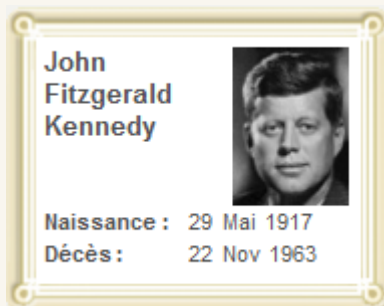 John
Fitzgerald
Kennedy
Naissance : 29 Mai 1917
Décès : 22 Nov 1963